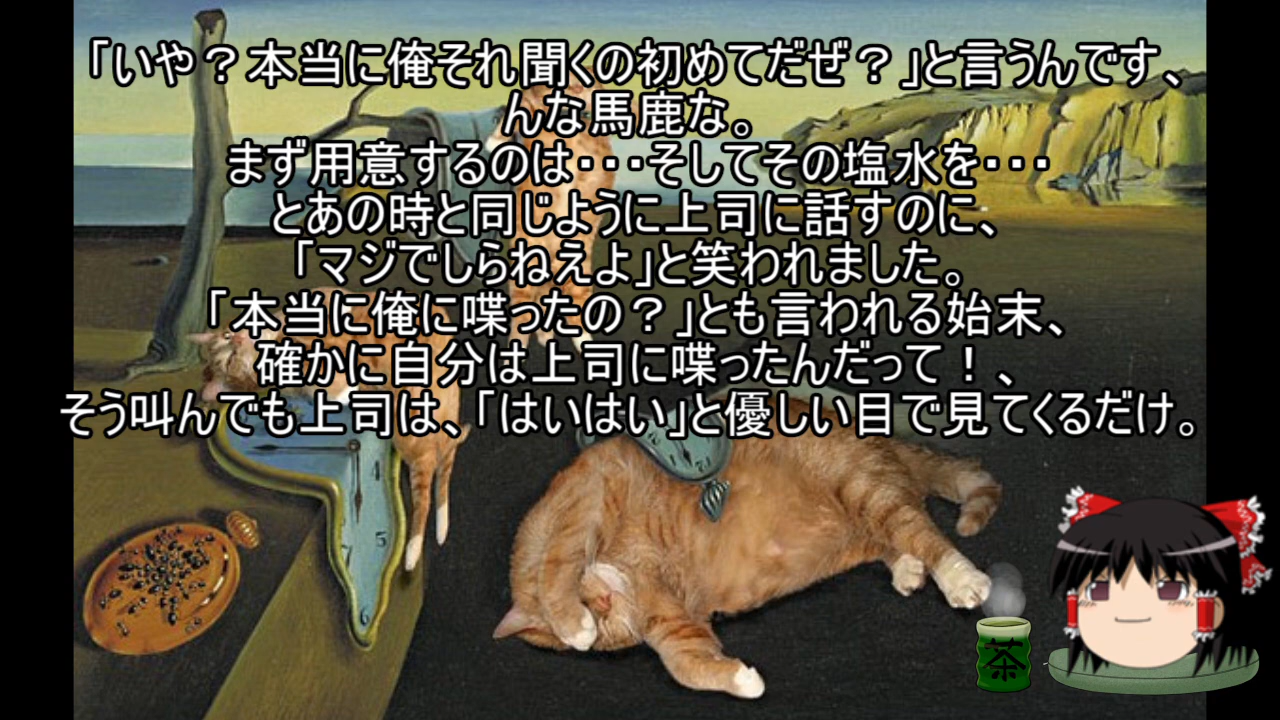 「いや？本当に俺それ聞くの初めてだぜ？」と言うんです、
んな馬鹿な。
まず用意するのは・・・そしてその塩水を・・・
とあの時と同じように上司に話すのに、
「マジでしらねえよ」と笑われました。
「本当に俺に喋ったの？」とも言われる始末、
確かに自分は上司に喋ったんだって！、
そう叫んでも上司は、「はいはい」と優しい目で見てくるだけ。
4
5
6
7
茶